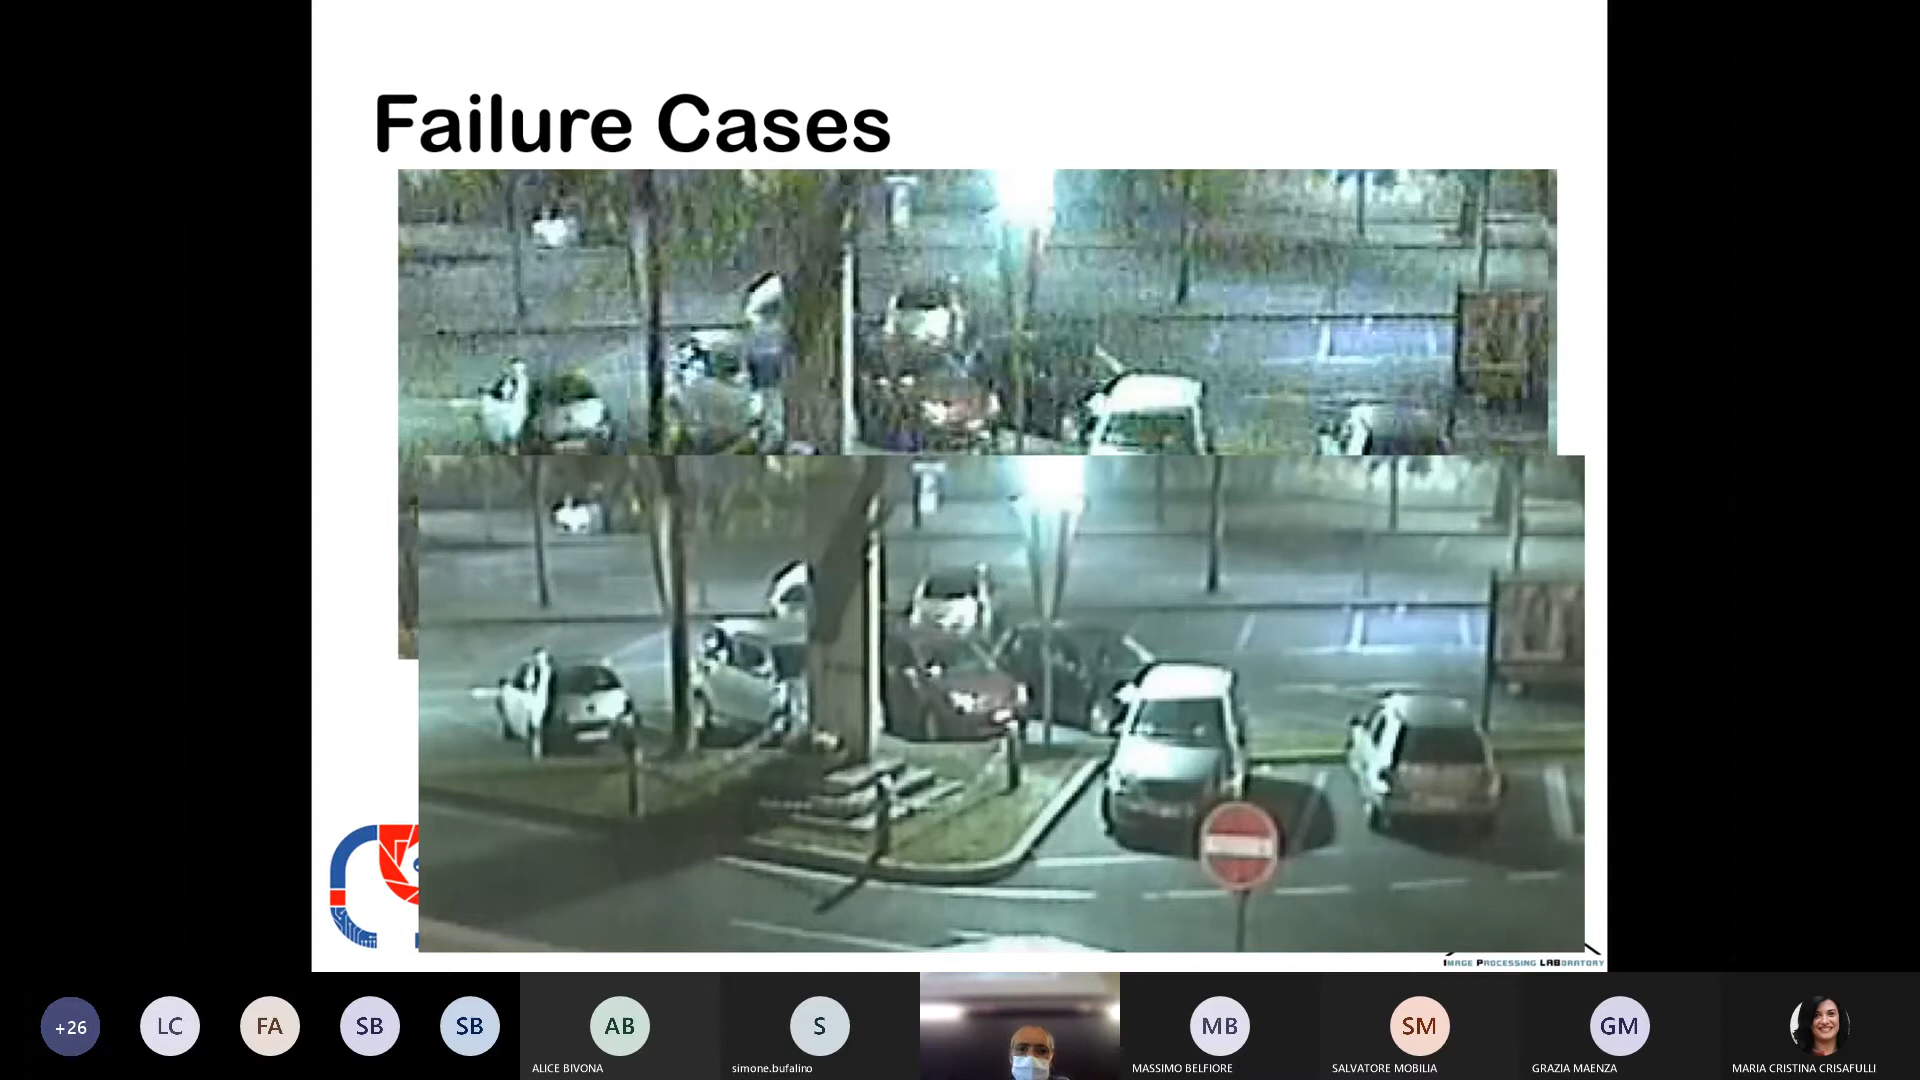 Failure Cases
IMAGE PROCESSING LABORATORY
+26
LC
FA
SB
SB
AB
S
MB
SM
GM
ALICE BIVONA
simone.bufalino
MASSIMO BELFIORE
SALVATORE MOBILIA
GRAZIA MAENZA
MARIA CRISTINA CRISAFULLI